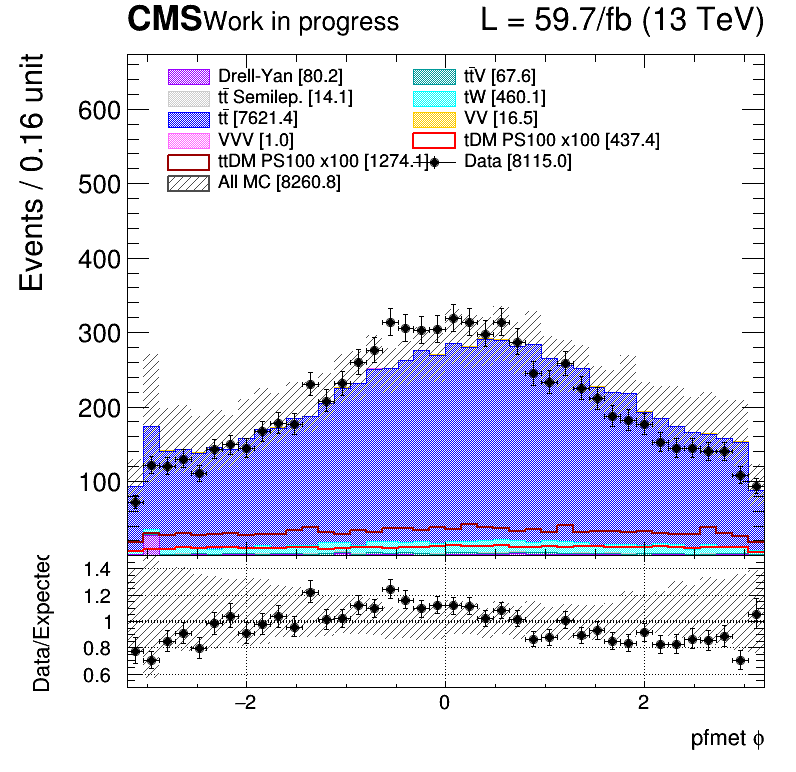 CMS Work in progress L = 59.7/fb (13 TeV)
Events / 0.16 unit
Drell-Yan [80.2] tt̄V [67.6]
tt̄ Semilep. [14.1] tW [460.1]
tt̄ [7621.4] VV [16.5]
VVV [1.0] tDM PS100 x100 [437.4]
ttDM PS100 x100 [1274.1] Data [8115.0]
All MC [8260.8]
600
500
400
300
200
100
Data/Expected
1.4
1.2
1
0.8
0.6
−2 0 2
pfmet ϕ